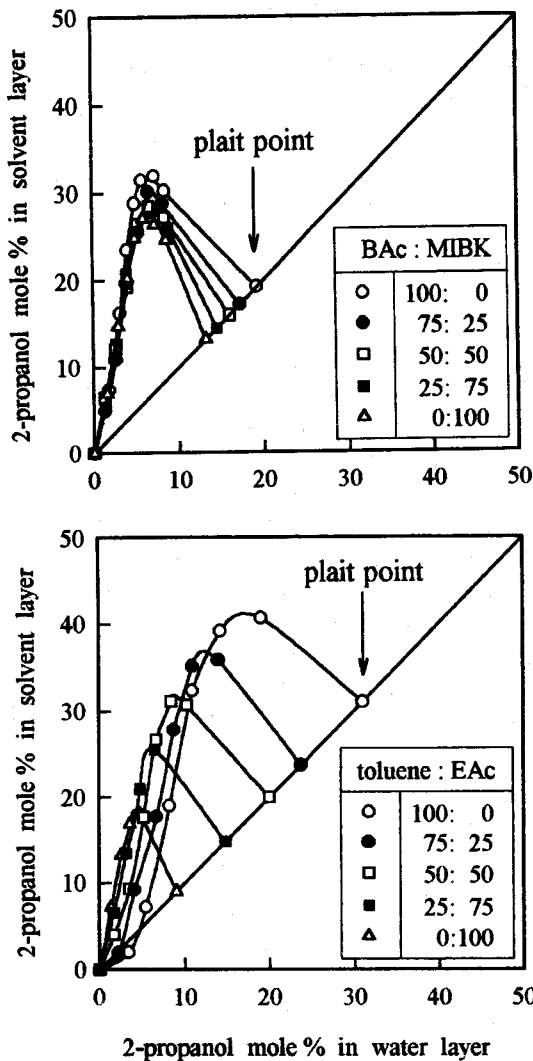 50
40
30
20
10
0
2-propanol mole % in solvent layer
plait point
BAc : MIBK
100: 0
75: 25
50: 50
25: 75
0:100
0 10 20 30 40 50
50
40
30
20
10
0
2-propanol mole % in solvent layer
plait point
toluene : EAc
100: 0
75: 25
50: 50
25: 75
0:100
0 10 20 30 40 50
2-propanol mole % in water layer